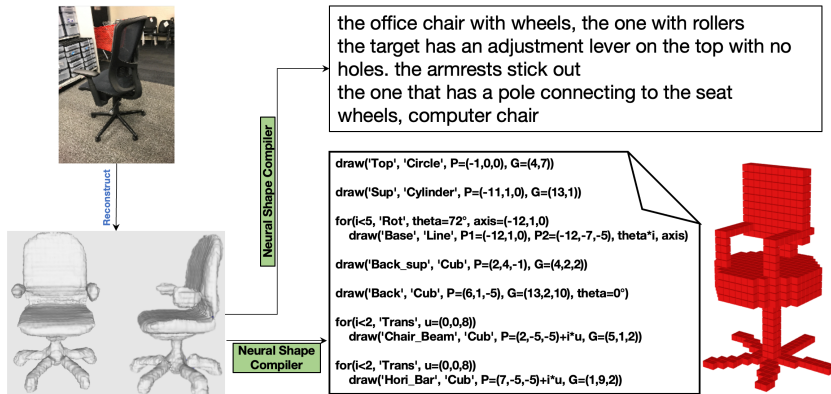 the office chair with wheels, the one with rollers
the target has an adjustment lever on the top with no
holes. the armrests stick out
the one that has a pole connecting to the seat
wheels, computer chair
Neural Shape Compiler
Reconstruct
draw('Top', 'Circle', P=(-1,0,0), G=(4,7))
draw('Sup', 'Cylinder', P=(-11,1,0), G=(13,1))
for(i<5, 'Rot', theta=72°, axis=(-12,1,0)
draw('Base', 'Line', P1=(-12,1,0), P2=(-12,-7,-5), theta*i, axis)
draw('Back_sup', 'Cub', P=(2,4,-1), G=(4,2,2))
draw('Back', 'Cub', P=(6,1,-5), G=(13,2,10), theta=0°)
for(i<2, 'Trans', u=(0,0,8))
draw('Chair_Beam', 'Cub', P=(2,-5,-5)+i*u, G=(5,1,2))
for(i<2, 'Trans', u=(0,0,8))
draw('Hori_Bar', 'Cub', P=(7,-5,-5)+i*u, G=(1,9,2))
Neural Shape
Compiler